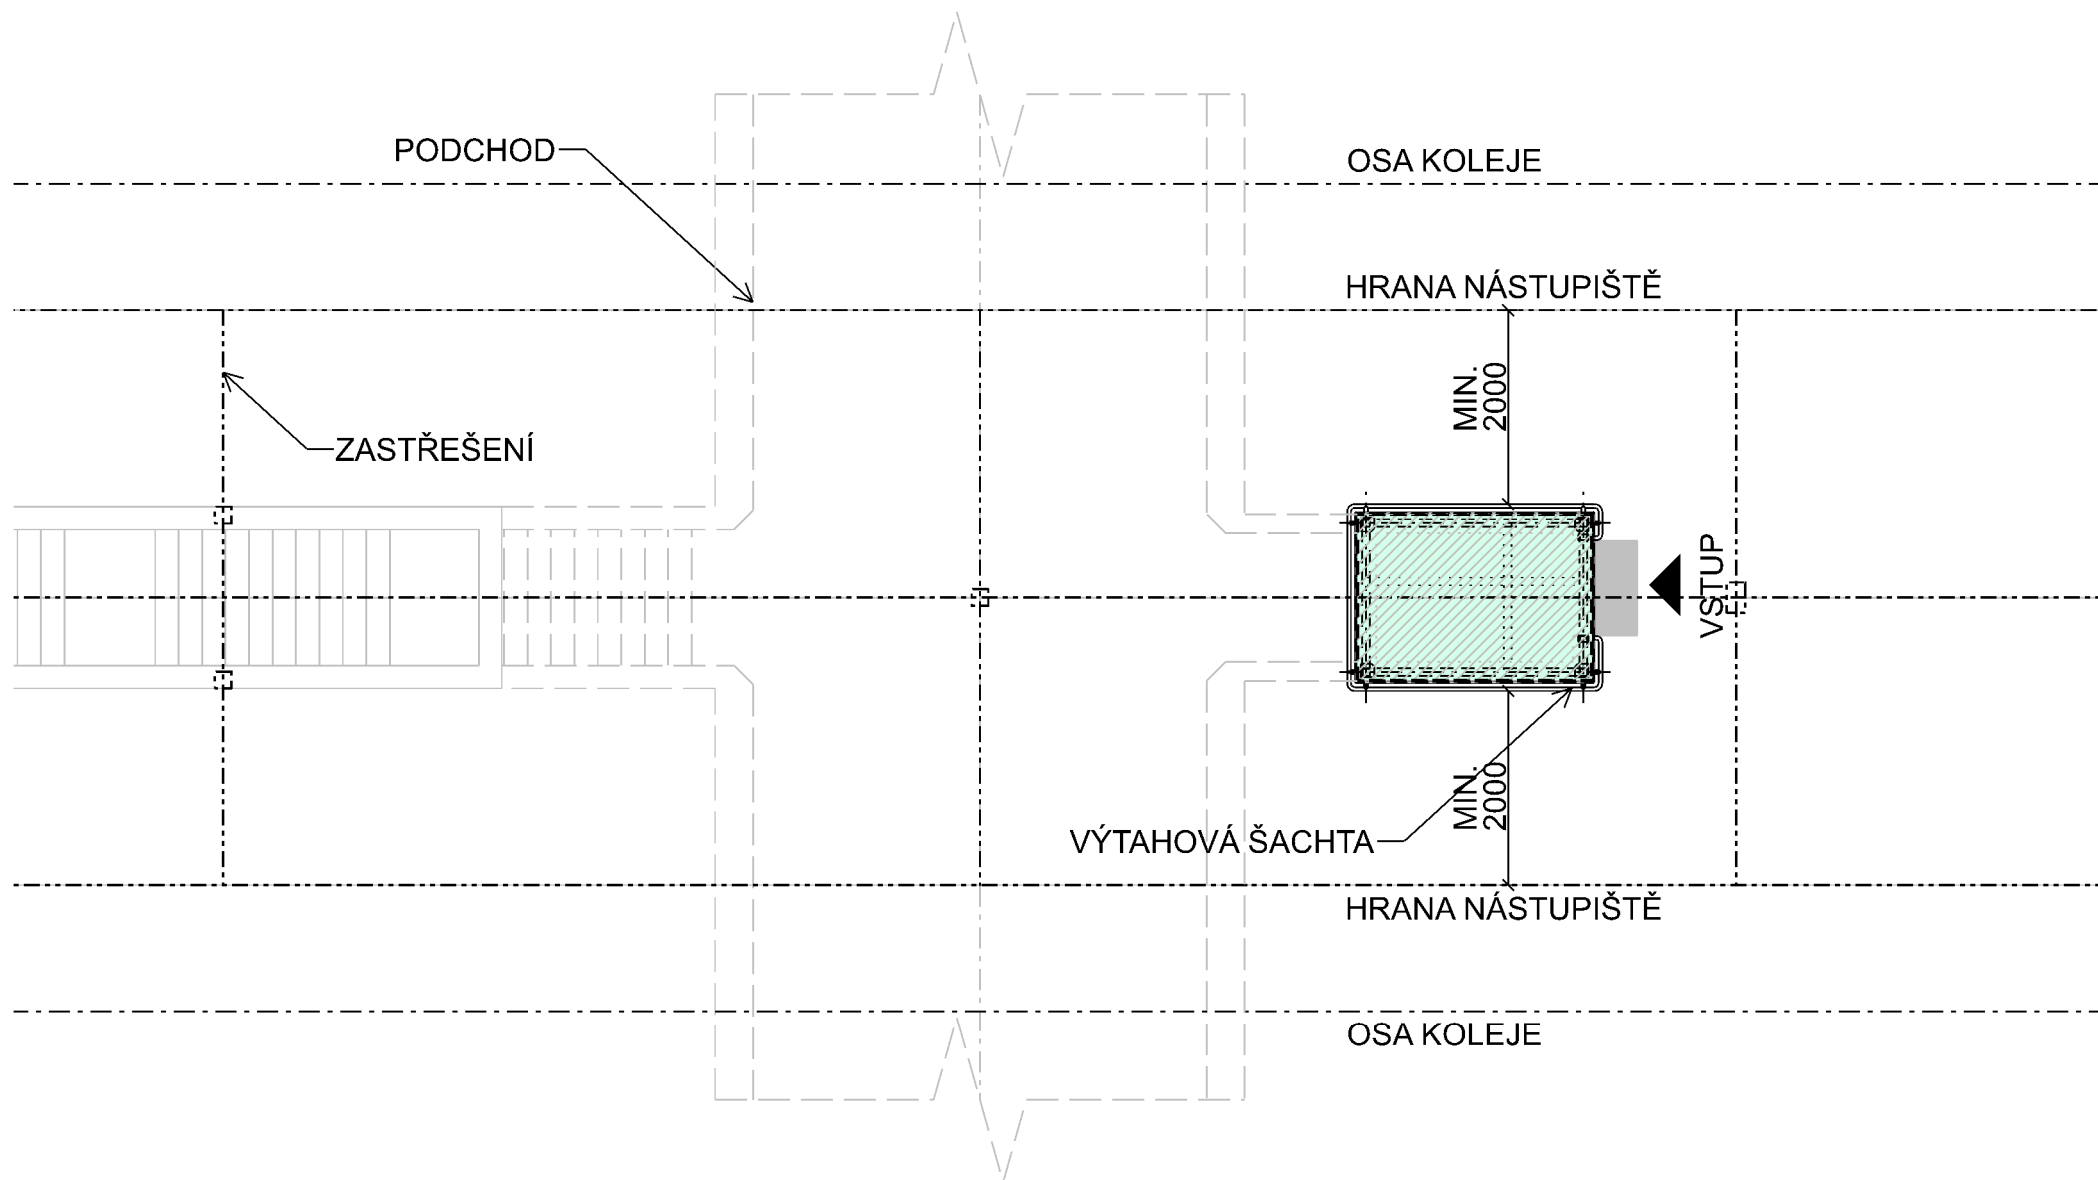 PODCHOD
OSA KOLEJE
HRANA NÁSTUPIŠTĚ
MIN.
2000
ZASTŘEŠENÍ
VSTUP
MIN.
2000
VÝTAHOVÁ ŠACHTA
HRANA NÁSTUPIŠTĚ
OSA KOLEJE